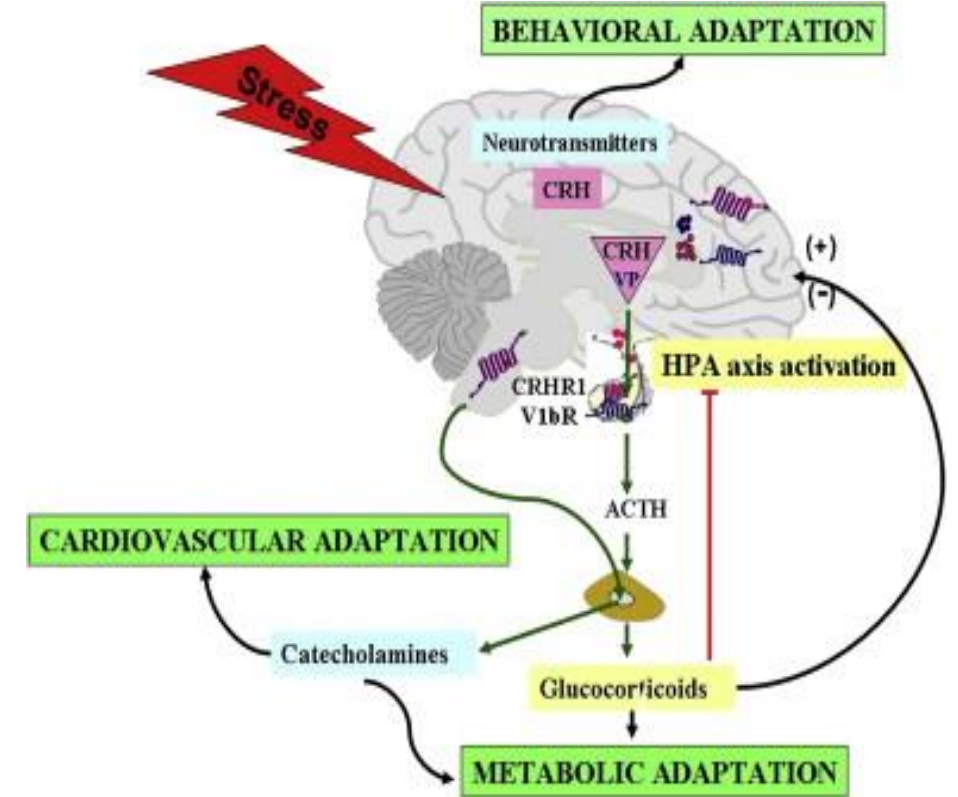 BEHAVIORAL ADAPTATION
Stress
Neurotransmitters
CRH
CRH
VP
(+)
(-)
HPA axis activation
CRHR1
V1bR
ACTH
CARDIOVASCULAR ADAPTATION
Catecholamines
Glucocorticoids
METABOLIC ADAPTATION